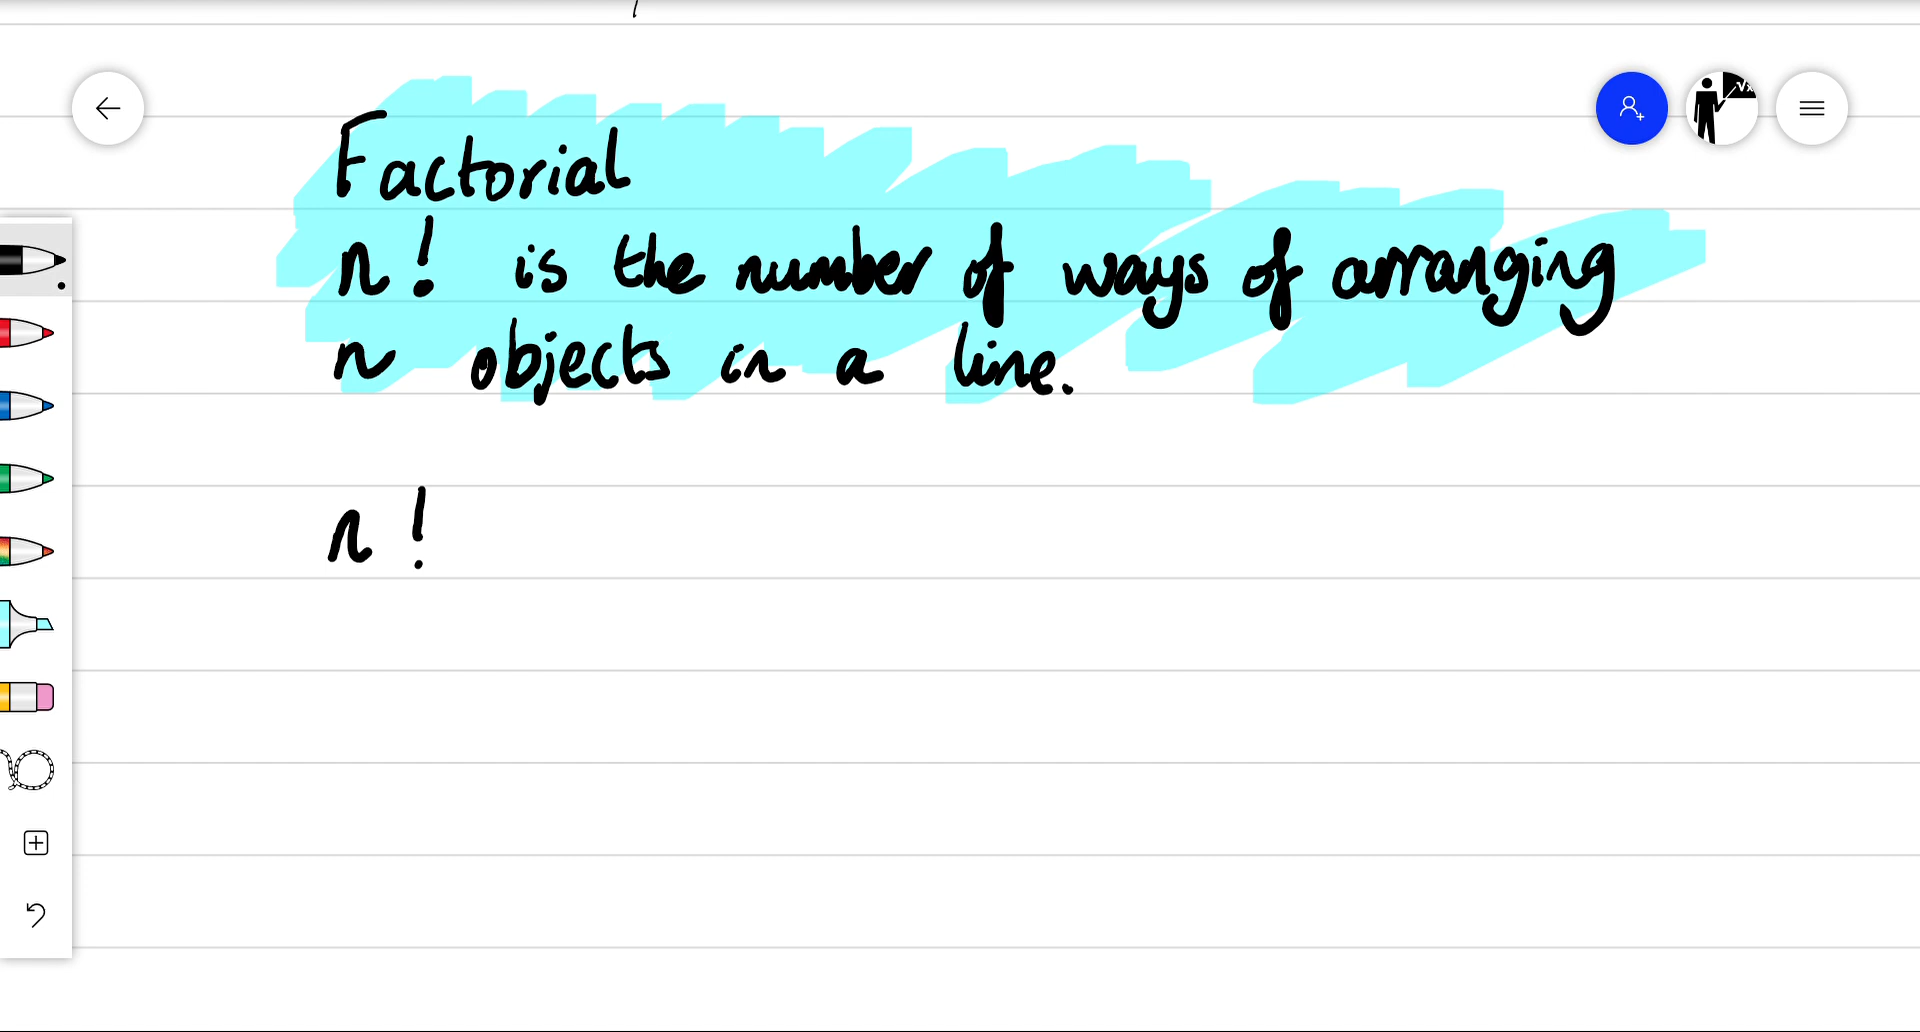 Factorial
n! is the number of ways of arranging
n objects in a line.
n!